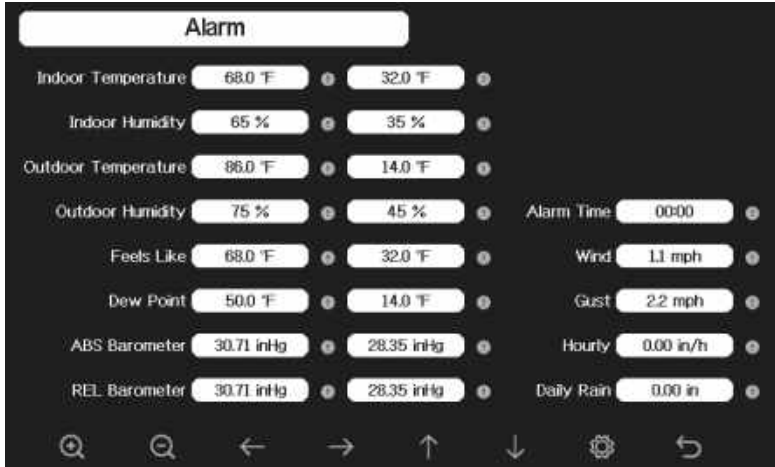 Alarm
Indoor Temperature 68.0 °F 32.0 °F
Indoor Humidity 65 % 35 %
Outdoor Temperature 86.0 °F 14.0 °F
Outdoor Humidity 75 % 45 % Alarm Time 00:00
Feels Like 68.0 °F 32.0 °F Wind 1.1 mph
Dew Point 50.0 °F 14.0 °F Gust 2.2 mph
ABS Barometer 30.71 inHg 28.35 inHg Hourly 0.00 in/h
REL Barometer 30.71 inHg 28.35 inHg Daily Rain 0.00 in